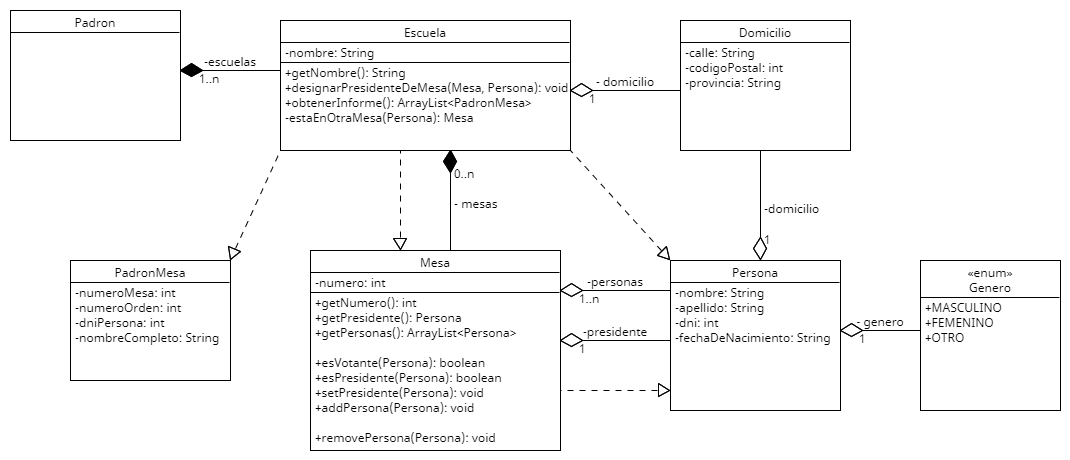 Padron
-escuelas
1..n
Escuela
-nombre: String
+getNombre(): String
+designarPresidenteDeMesa(Mesa, Persona): void
+obtenerInforme(): ArrayList<PadronMesa>
-estaEnOtraMesa(Persona): Mesa
- domicilio
1
Domicilio
-calle: String
-codigoPostal: int
-provincia: String
0..n
- mesas
-domicilio
1
PadronMesa
-numeroMesa: int
-numeroOrden: int
-dniPersona: int
-nombreCompleto: String
Mesa
-numero: int
+getNumero(): int
+getPresidente(): Persona
+getPersonas(): ArrayList<Persona>
+esVotante(Persona): boolean
+esPresidente(Persona): boolean
+setPresidente(Persona): void
+addPersona(Persona): void
+removePersona(Persona): void
-personas
1..n
-presidente
1
Persona
-nombre: String
-apellido: String
-dni: int
-fechaDeNacimiento: String
- genero
1
«enum»
Genero
+MASCULINO
+FEMENINO
+OTRO